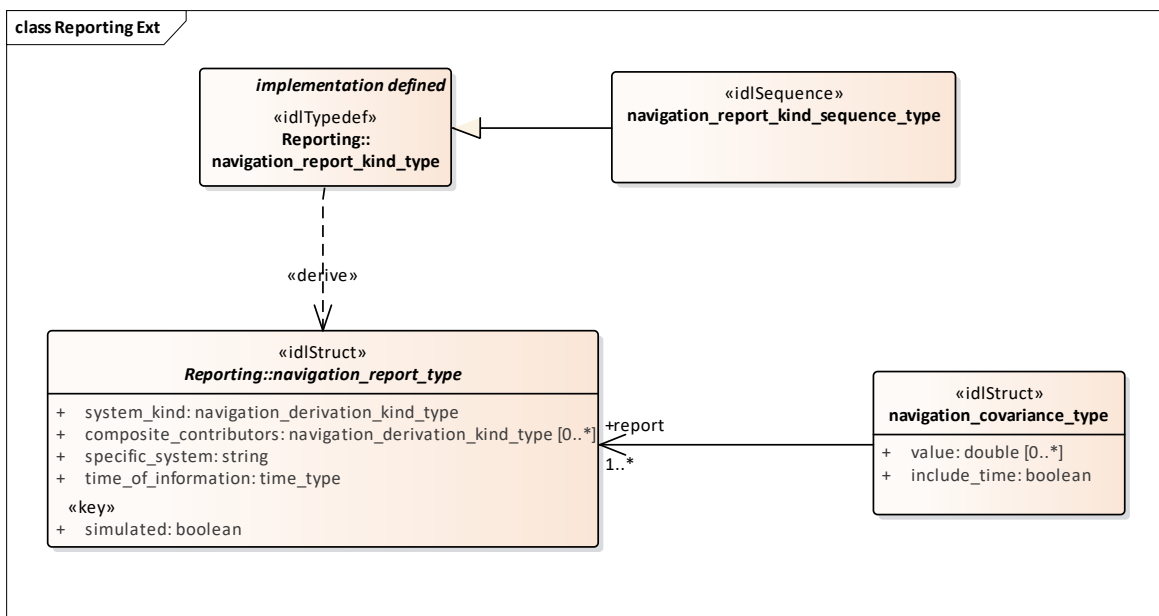 class Reporting Ext
implementation defined
«idlTypedef»
Reporting::
navigation_report_kind_type
«idlSequence»
navigation_report_kind_sequence_type
«derive»
«idlStruct»
Reporting::navigation_report_type
+ system_kind: navigation_derivation_kind_type
+ composite_contributors: navigation_derivation_kind_type [0..*]
+ specific_system: string
+ time_of_information: time_type
«key»
+ simulated: boolean
+report
1..*
«idlStruct»
navigation_covariance_type
+ value: double [0..*]
+ include_time: boolean